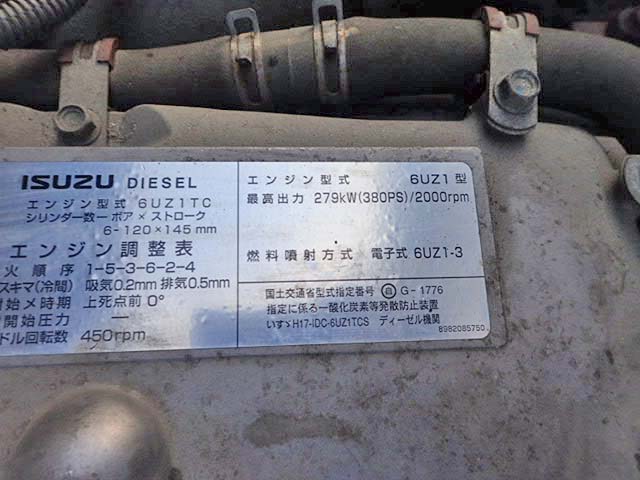 ISUZU DIESEL
エンジン型式 6UZ1TC
シリンダー数-ボア×ストローク
6-120×145mm
エンジン調整表
火順序 1-5-3-6-2-4
スキマ(冷間) 吸気0.2mm 排気0.5mm
始メ時期 上死点前0°
開始圧力 —
ドル回転数 450rpm
エンジン型式 6UZ1型
最高出力 279kW(380PS)/2000rpm
燃料噴射方式 電子式 6UZ1-3
国土交通省型式指定番号 G-1776
指定に係る一酸化炭素等発散防止装置
いすゞH17-IDC-6UZ1TCS ディーゼル機関
8982085750